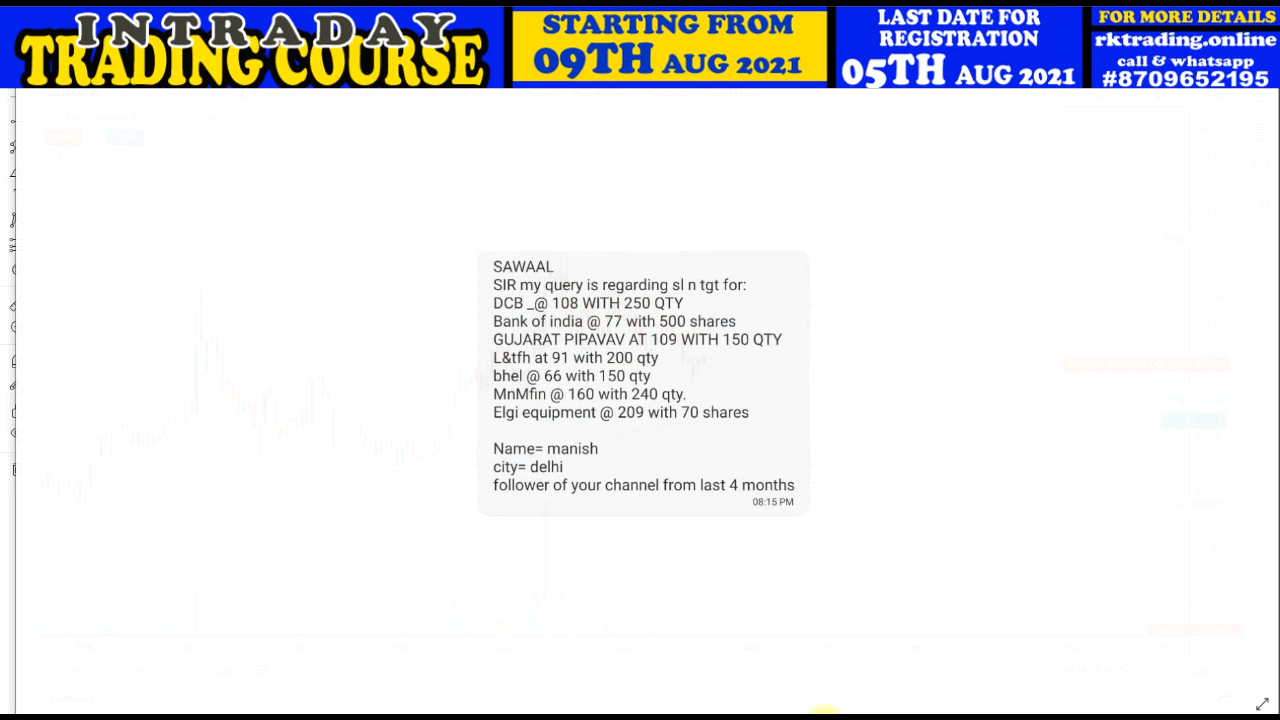 INTRADAY
TRADING COURSE
STARTING FROM
09TH AUG 2021
LAST DATE FOR
REGISTRATION
05TH AUG 2021
FOR MORE DETAILS
rktrading.online
call & whatsapp
#8709652195
SAWAAL
SIR my query is regarding sl n tgt for:
DCB _@ 108 WITH 250 QTY
Bank of india @ 77 with 500 shares
GUJARAT PIPAVAV AT 109 WITH 150 QTY
L&tfh at 91 with 200 qty
bhel @ 66 with 150 qty
MnMfin @ 160 with 240 qty.
Elgi equipment @ 209 with 70 shares
Name= manish
city= delhi
follower of your channel from last 4 months
08:15 PM